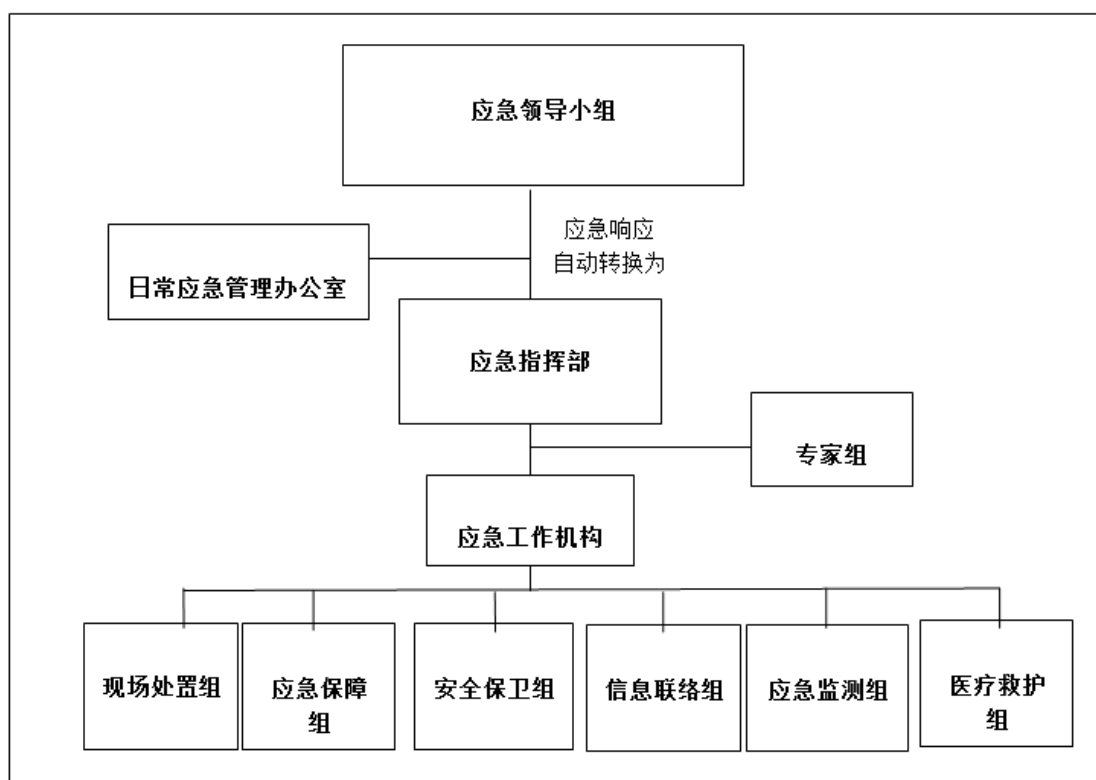 应急领导小组
应急响应
自动转换为
日常应急管理办公室
应急指挥部
专家组
应急工作机构
现场处置组
应急保障
组
安全保卫组
信息联络组
应急监测组
医疗救护
组